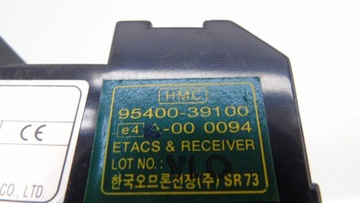 HMC
95400-39100
e4 -00 0094
ETACS & RECEIVER
LOT NO.:
한국오므론전장(주) SR73
CE
CO., LTD.